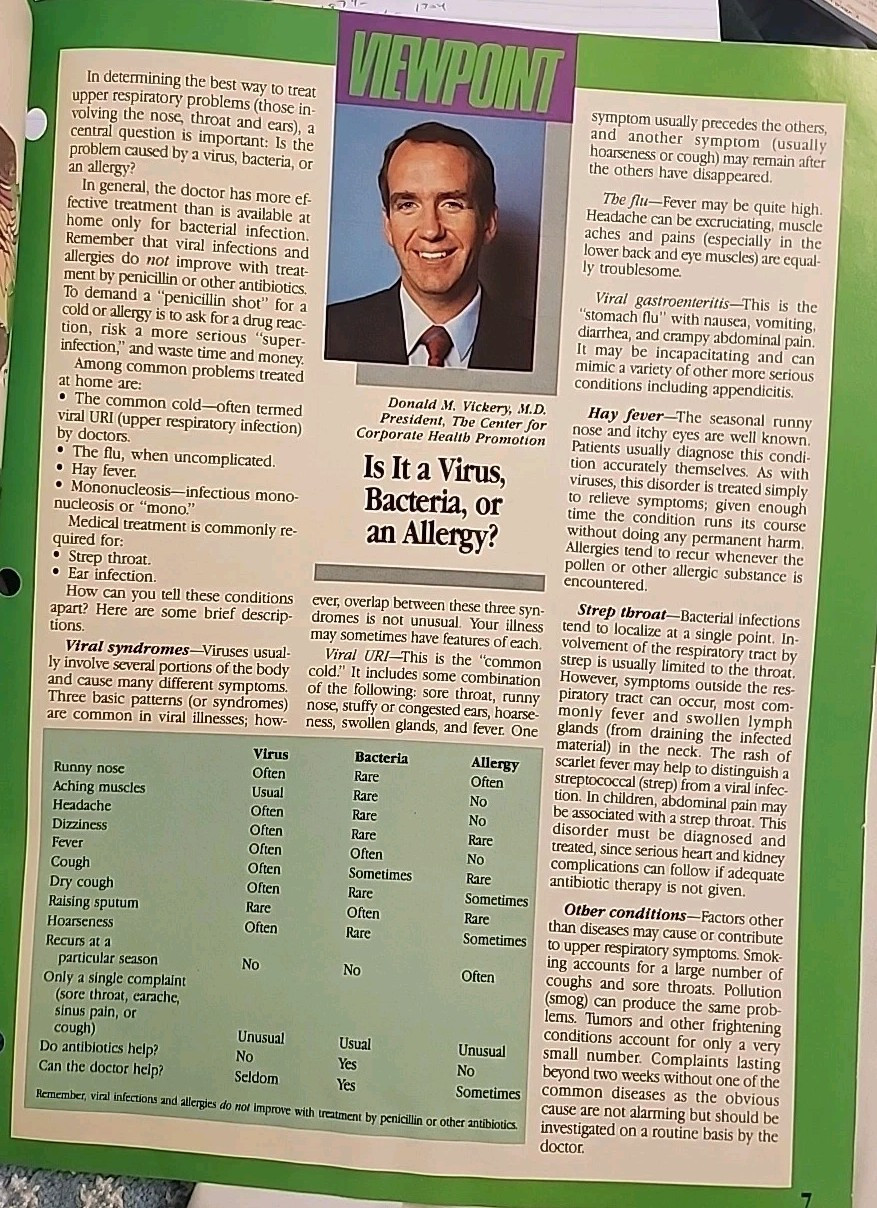 VIEWPOINT
In determining the best way to treat
upper respiratory problems (those in-
volving the nose, throat and ears), a
central question is important: Is the
problem caused by a virus, bacteria, or
an allergy?
In general, the doctor has more ef-
fective treatment than is available at
home only for bacterial infection.
Remember that viral infections and
allergies do not improve with treat-
ment by penicillin or other antibiotics.
To demand a "penicillin shot" for a
cold or allergy is to ask for a drug reac-
tion, risk a more serious "super-
infection," and waste time and money.
Among common problems treated
at home are:
• The common cold—often termed
viral URI (upper respiratory infection)
by doctors.
• The flu, when uncomplicated.
• Hay fever.
• Mononucleosis—infectious mono-
nucleosis or "mono."
Medical treatment is commonly re-
quired for:
• Strep throat.
• Ear infection.
How can you tell these conditions
apart? Here are some brief descrip-
tions.
Viral syndromes—Viruses usual-
ly involve several portions of the body
and cause many different symptoms.
Three basic patterns (or syndromes)
are common in viral illnesses; how-
Donald M. Vickery, M.D.
President, The Center for
Corporate Health Promotion
Is It a Virus,
Bacteria, or
an Allergy?
ever, overlap between these three syn-
dromes is not unusual. Your illness
may sometimes have features of each.
Viral URI—This is the "common
cold." It includes some combination
of the following: sore throat, runny
nose, stuffy or congested ears, hoarse-
ness, swollen glands, and fever. One
symptom usually precedes the others,
and another symptom (usually
hoarseness or cough) may remain after
the others have disappeared.
The flu—Fever may be quite high.
Headache can be excruciating, muscle
aches and pains (especially in the
lower back and eye muscles) are equal-
ly troublesome.
Viral gastroenteritis—This is the
"stomach flu" with nausea, vomiting,
diarrhea, and crampy abdominal pain.
It may be incapacitating and can
mimic a variety of other more serious
conditions including appendicitis.
Hay fever—The seasonal runny
nose and itchy eyes are well known.
Patients usually diagnose this condi-
tion accurately themselves. As with
viruses, this disorder is treated simply
to relieve symptoms; given enough
time the condition runs its course
without doing any permanent harm.
Allergies tend to recur whenever the
pollen or other allergic substance is
encountered.
Strep throat—Bacterial infections
tend to localize at a single point. In-
volvement of the respiratory tract by
strep is usually limited to the throat.
However, symptoms outside the res-
piratory tract can occur, most com-
monly fever and swollen lymph
glands (from draining the infected
material) in the neck. The rash of
scarlet fever may help to distinguish a
streptococcal (strep) from a viral infec-
tion. In children, abdominal pain may
be associated with a strep throat. This
disorder must be diagnosed and
treated, since serious heart and kidney
complications can follow if adequate
antibiotic therapy is not given.
Other conditions—Factors other
than diseases may cause or contribute
to upper respiratory symptoms. Smok-
ing accounts for a large number of
coughs and sore throats. Pollution
(smog) can produce the same prob-
lems. Tumors and other frightening
conditions account for only a very
small number. Complaints lasting
beyond two weeks without one of the
common diseases as the obvious
cause are not alarming but should be
investigated on a routine basis by the
doctor.
Virus Bacteria Allergy
Runny nose Often Rare Often
Aching muscles Usual Rare No
Headache Often Rare No
Dizziness Often Rare Rare
Fever Often Often No
Cough Often Sometimes Rare
Dry cough Often Rare Sometimes
Raising sputum Rare Often Rare
Hoarseness Often Rare Sometimes
Recurs at a
particular season No No Often
Only a single complaint
(sore throat, earache,
sinus pain, or
cough) Unusual Usual Unusual
Do antibiotics help? No Yes No
Can the doctor help? Seldom Yes Sometimes
Remember, viral infections and allergies do not improve with treatment by penicillin or other antibiotics.
7